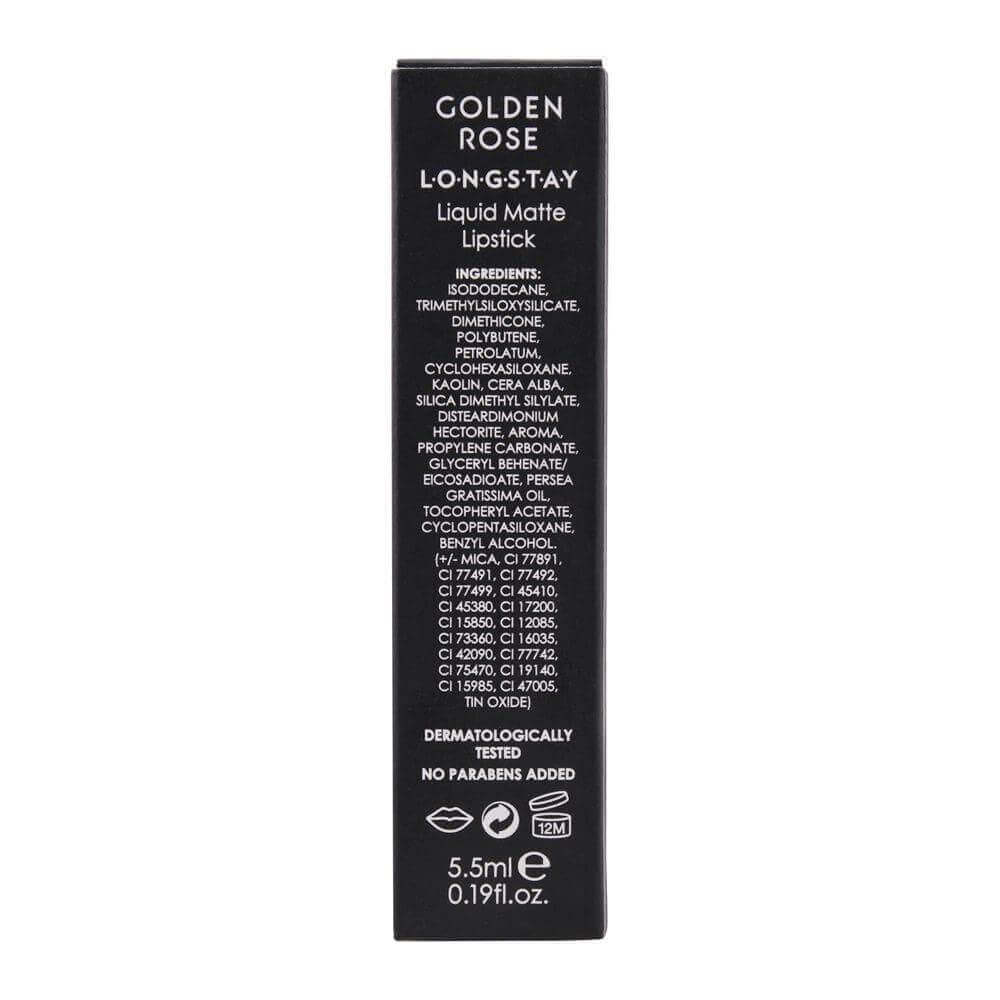 GOLDEN
ROSE
L·O·N·G·S·T·A·Y
Liquid Matte
Lipstick
INGREDIENTS:
ISODODECANE,
TRIMETHYLSILOXYSILICATE,
DIMETHICONE,
POLYBUTENE,
PETROLATUM,
CYCLOHEXASILOXANE,
KAOLIN, CERA ALBA,
SILICA DIMETHYL SILYLATE,
DISTEARDIMONIUM
HECTORITE, AROMA,
PROPYLENE CARBONATE,
GLYCERYL BEHENATE/
EICOSADIOATE, PERSEA
GRATISSIMA OIL,
TOCOPHERYL ACETATE,
CYCLOPENTASILOXANE,
BENZYL ALCOHOL.
(+/- MICA, CI 77891,
CI 77491, CI 77492,
CI 77499, CI 45410,
CI 45380, CI 17200,
CI 15850, CI 12085,
CI 73360, CI 16035,
CI 42090, CI 77742,
CI 75470, CI 19140,
CI 15985, CI 47005,
TIN OXIDE)
DERMATOLOGICALLY
TESTED
NO PARABENS ADDED
12M
5.5ml e
0.19fl.oz.